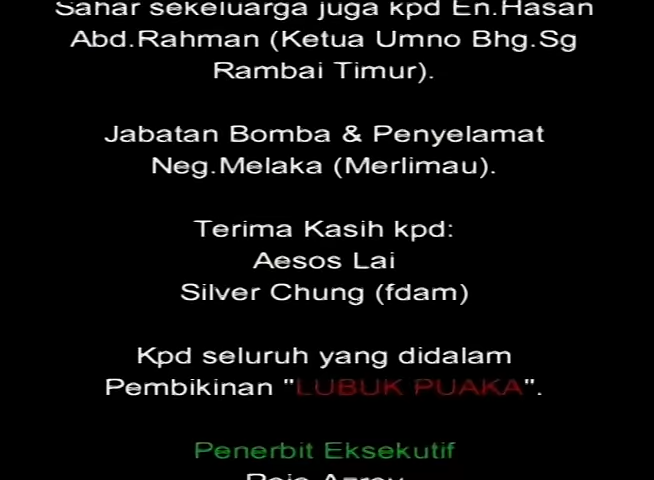 Sahar sekeluarga juga kpd En.Hasan
Abd.Rahman (Ketua Umno Bhg.Sg
Rambai Timur).
Jabatan Bomba & Penyelamat
Neg.Melaka (Merlimau).
Terima Kasih kpd:
Aesos Lai
Silver Chung (fdam)
Kpd seluruh yang didalam
Pembikinan "LUBUK PUAKA".
Penerbit Eksekutif